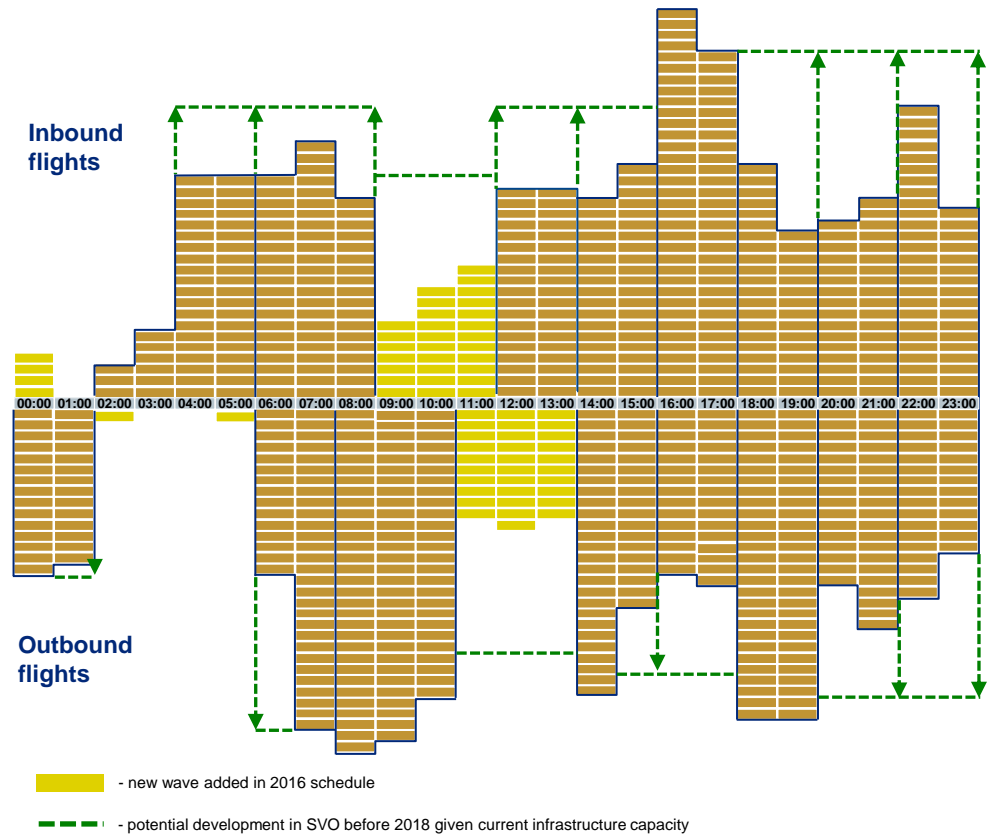 Inbound
flights
00:00 01:00 02:00 03:00 04:00 05:00 06:00 07:00 08:00 09:00 10:00 11:00 12:00 13:00 14:00 15:00 16:00 17:00 18:00 19:00 20:00 21:00 22:00 23:00
Outbound
flights
- new wave added in 2016 schedule
- potential development in SVO before 2018 given current infrastructure capacity